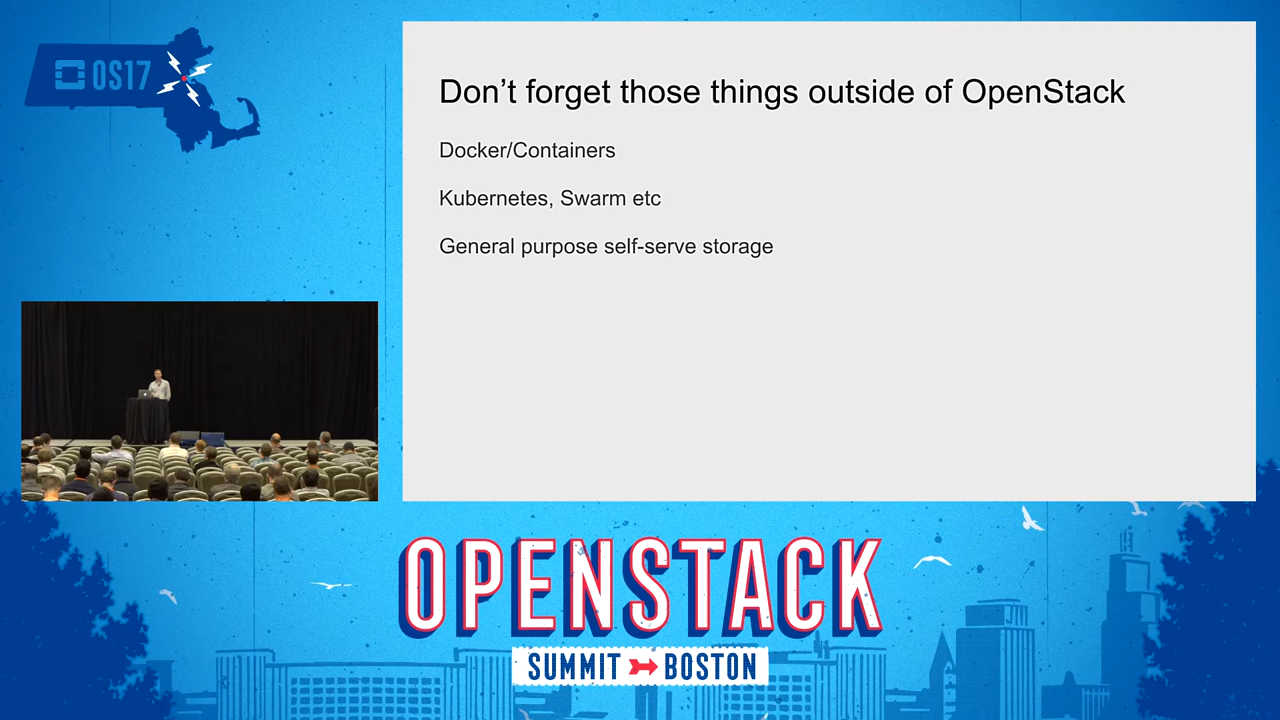 OS17
Don't forget those things outside of OpenStack
Docker/Containers
Kubernetes, Swarm etc
General purpose self-serve storage
OPENSTACK
SUMMIT BOSTON